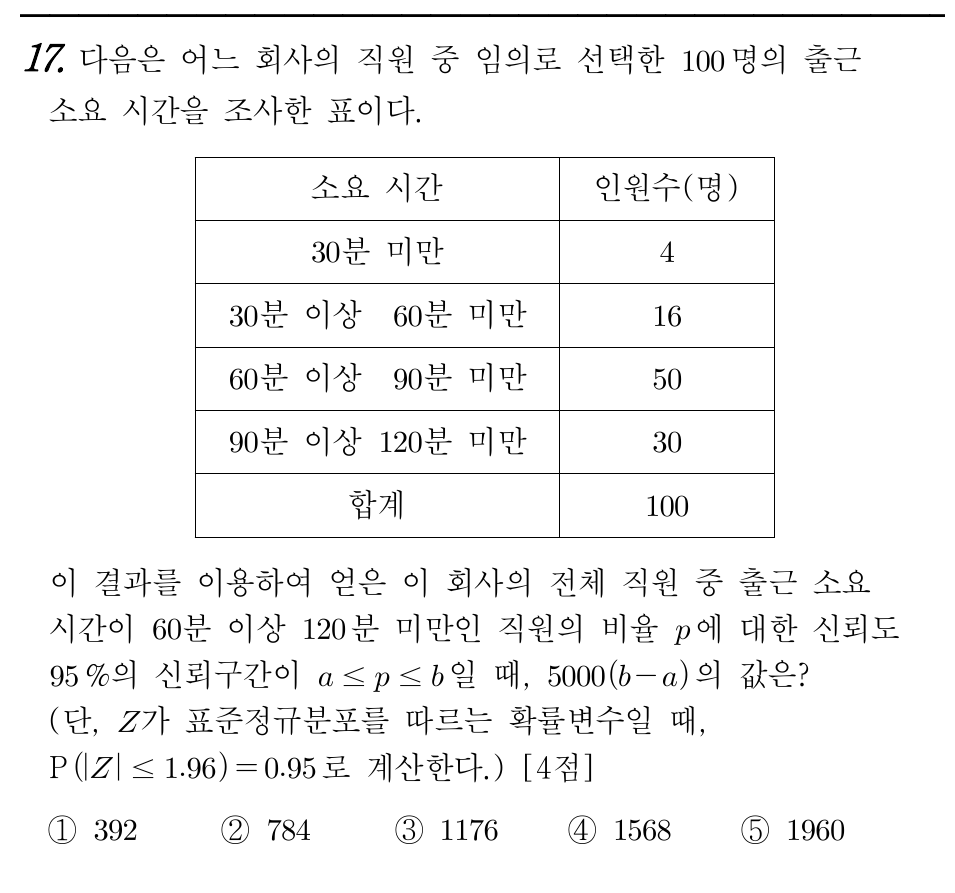 17. 다음은 어느 회사의 직원 중 임의로 선택한 100명의 출근
소요 시간을 조사한 표이다.
소요 시간 인원수(명)
30분 미만 4
30분 이상 60분 미만 16
60분 이상 90분 미만 50
90분 이상 120분 미만 30
합계 100
이 결과를 이용하여 얻은 이 회사의 전체 직원 중 출근 소요
시간이 60분 이상 120분 미만인 직원의 비율 p에 대한 신뢰도
95%의 신뢰구간이 a≤p≤b일 때, 5000(b-a)의 값은?
(단, Z가 표준정규분포를 따르는 확률변수일 때,
P(|Z|≤1.96)=0.95로 계산한다.) [4점]
① 392 ② 784 ③ 1176 ④ 1568 ⑤ 1960